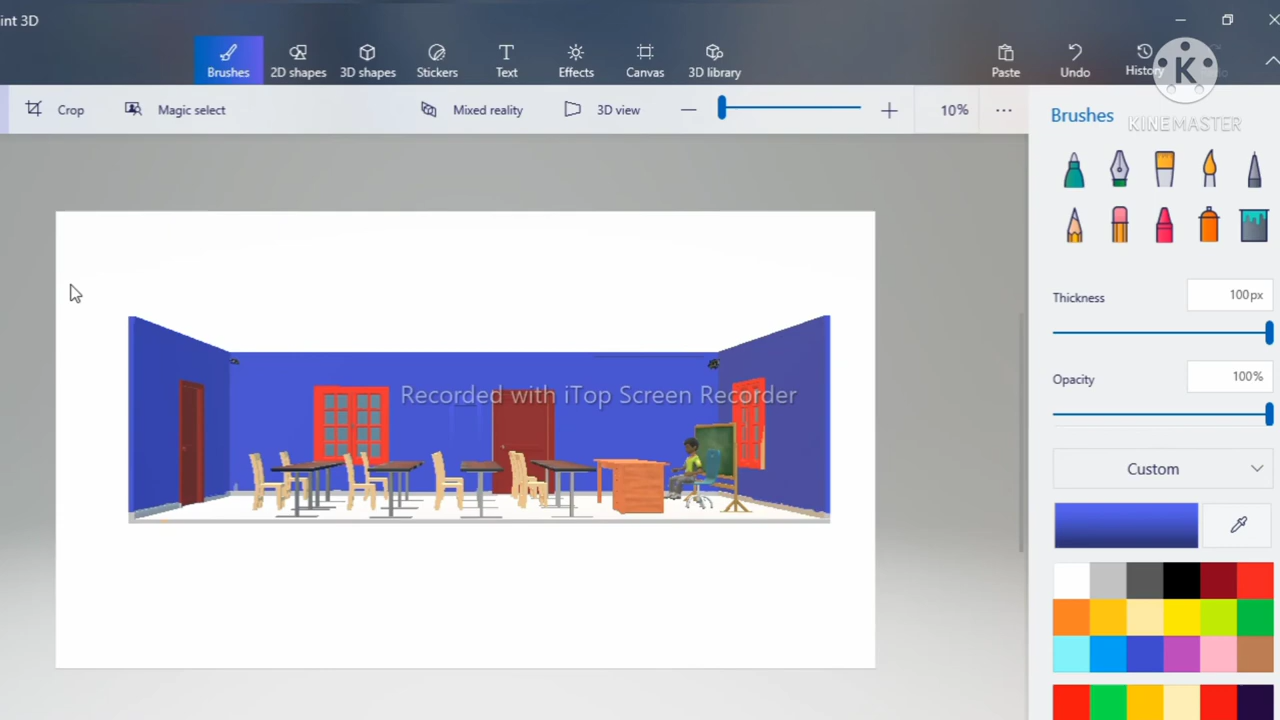 int 3D
Brushes
2D shapes
3D shapes
Stickers
Text
Effects
Canvas
3D library
Paste
Undo
History
K
KINEMASTER
Crop
Magic select
Mixed reality
3D view
10%
Brushes
Thickness
100px
Opacity
100%
Custom
Recorded with iTop Screen Recorder